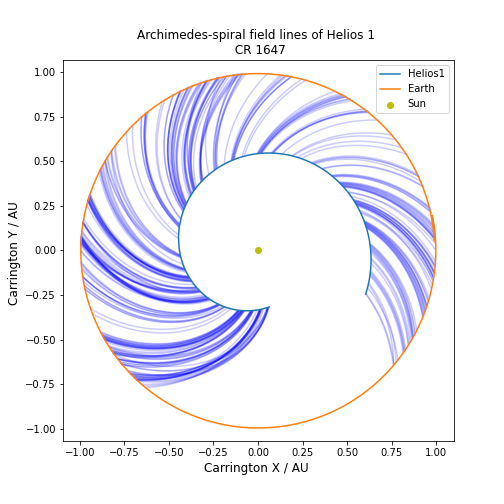 Archimedes-spiral field lines of Helios 1
CR 1647
Helios1
Earth
Sun
Carrington Y / AU
1.00
0.75
0.50
0.25
0.00
−0.25
−0.50
−0.75
−1.00
−1.00 −0.75 −0.50 −0.25 0.00 0.25 0.50 0.75 1.00
Carrington X / AU